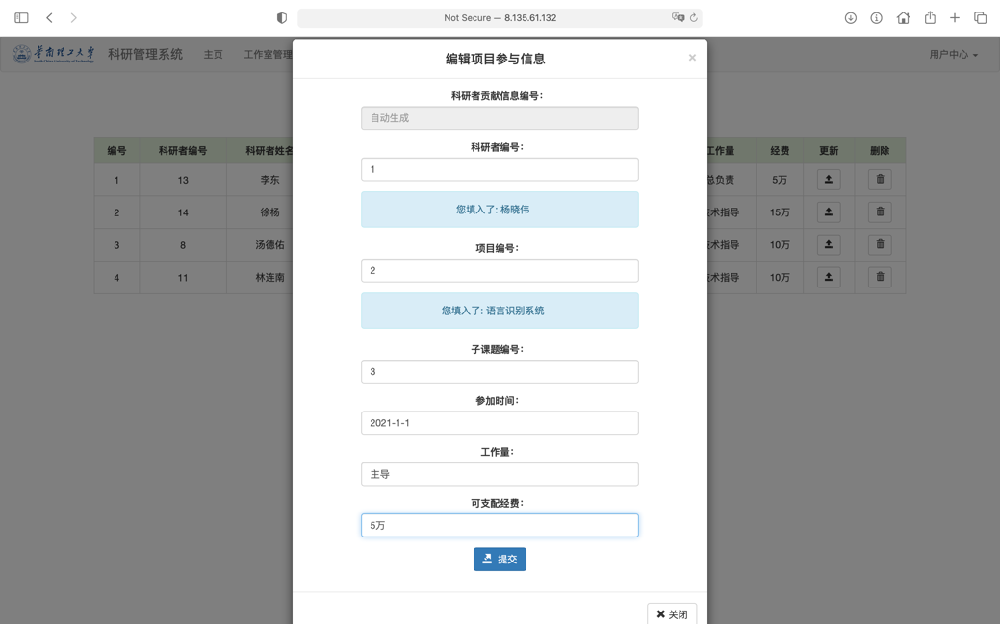 Not Secure — 8.135.61.132
华南理工大学
South China University of Technology
科研管理系统
主页
工作室管理
用户中心
编辑项目参与信息
×
科研者贡献信息编号:
自动生成
科研者编号:
1
您填入了: 杨晓伟
项目编号:
2
您填入了: 语言识别系统
子课题编号:
3
参加时间:
2021-1-1
工作量:
主导
可支配经费:
5万
提交
关闭
编号 科研者编号 科研者姓名 工作量 经费 更新 删除
1 13 李东 总负责 5万
2 14 徐杨 技术指导 15万
3 8 汤德佑 技术指导 10万
4 11 林连南 技术指导 10万